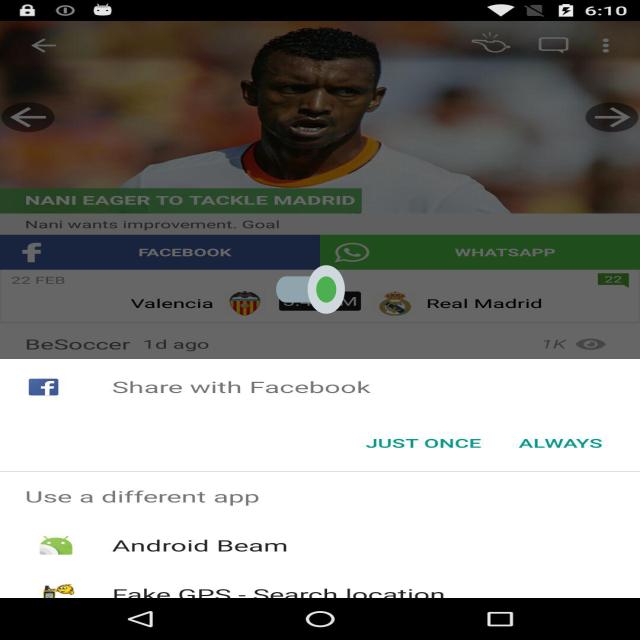 6:10
NANI EAGER TO TACKLE MADRID
Nani wants improvement. Goal
FACEBOOK
WHATSAPP
22 FEB
22
Valencia
Real Madrid
BeSoccer 1d ago
1K
Share with Facebook
JUST ONCE
ALWAYS
Use a different app
Android Beam
Fake GPS - Search location